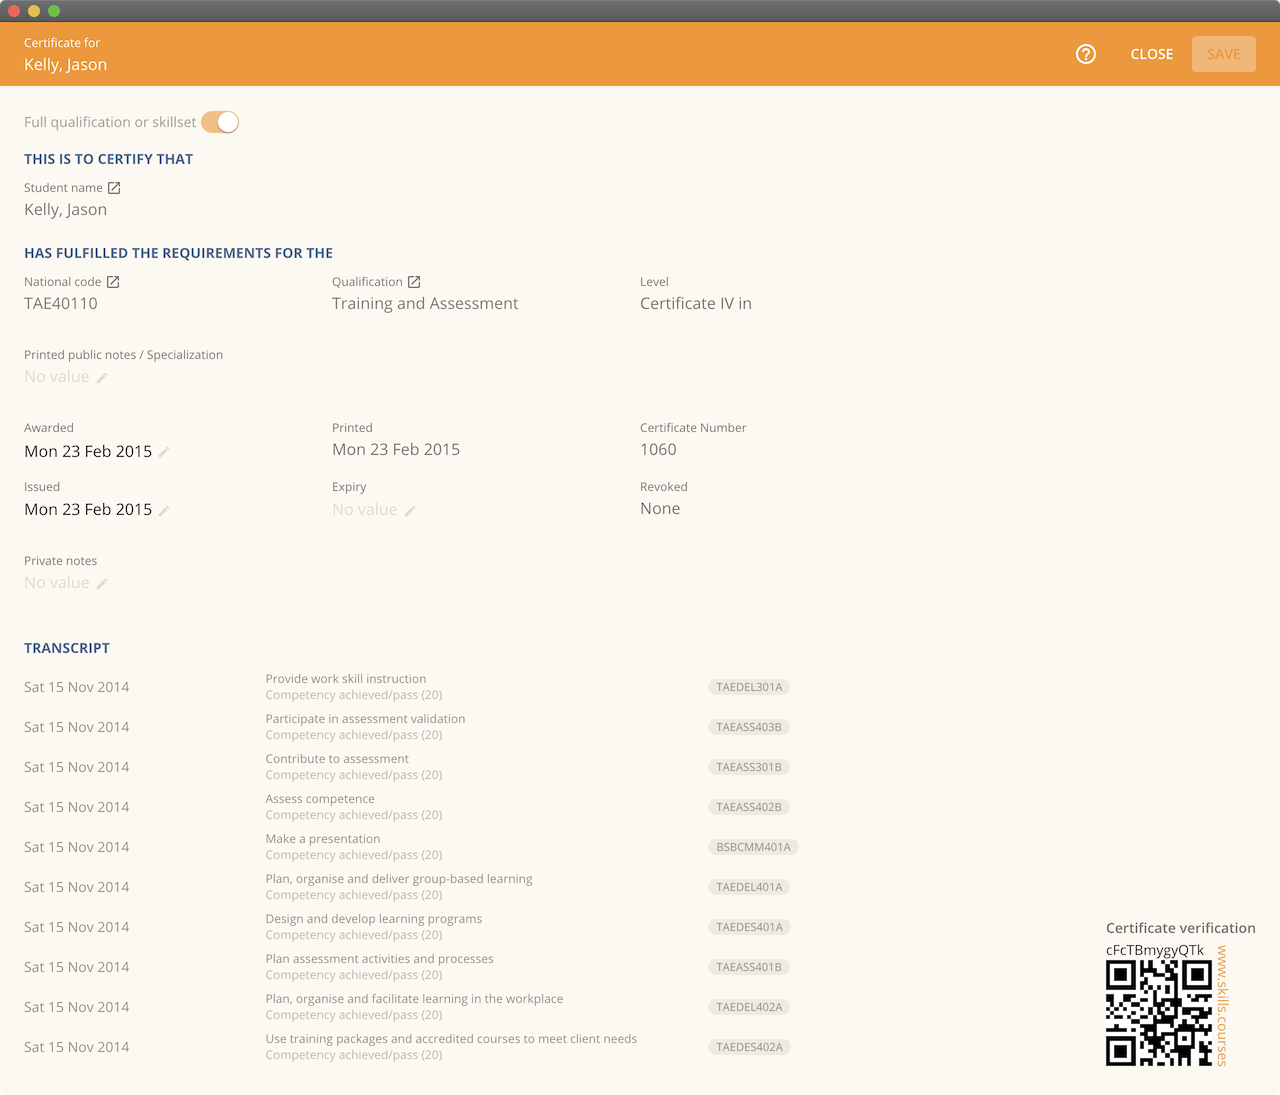 Certificate for
Kelly, Jason
CLOSE
SAVE
Full qualification or skillset
THIS IS TO CERTIFY THAT
Student name
Kelly, Jason
HAS FULFILLED THE REQUIREMENTS FOR THE
National code Qualification Level
TAE40110 Training and Assessment Certificate IV in
Printed public notes / Specialization
No value
Awarded Printed Certificate Number
Mon 23 Feb 2015 Mon 23 Feb 2015 1060
Issued Expiry Revoked
Mon 23 Feb 2015 No value None
Private notes
No value
TRANSCRIPT
Sat 15 Nov 2014 Provide work skill instruction TAEDEL301A
Competency achieved/pass (20)
Sat 15 Nov 2014 Participate in assessment validation TAEASS403B
Competency achieved/pass (20)
Sat 15 Nov 2014 Contribute to assessment TAEASS301B
Competency achieved/pass (20)
Sat 15 Nov 2014 Assess competence TAEASS402B
Competency achieved/pass (20)
Sat 15 Nov 2014 Make a presentation BSBCMM401A
Competency achieved/pass (20)
Sat 15 Nov 2014 Plan, organise and deliver group-based learning TAEDEL401A
Competency achieved/pass (20)
Sat 15 Nov 2014 Design and develop learning programs TAEDES401A
Competency achieved/pass (20)
Sat 15 Nov 2014 Plan assessment activities and processes TAEASS401B
Competency achieved/pass (20)
Sat 15 Nov 2014 Plan, organise and facilitate learning in the workplace TAEDEL402A
Competency achieved/pass (20)
Sat 15 Nov 2014 Use training packages and accredited courses to meet client needs TAEDES402A
Competency achieved/pass (20)
Certificate verification
cFcTBmygyQTk
www.skills.courses